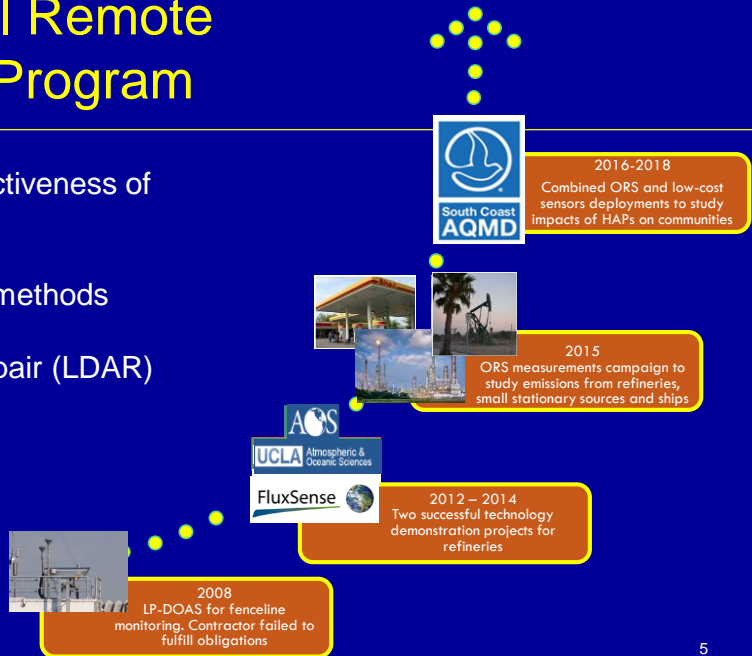 l Remote
Program
ctiveness of
methods
pair (LDAR)
South Coast
AQMD
2016-2018
Combined ORS and low-cost
sensors deployments to study
impacts of HAPs on communities
2015
ORS measurements campaign to
study emissions from refineries,
small stationary sources and ships
AOS
UCLA Atmospheric &
Oceanic Sciences
FluxSense
2012 – 2014
Two successful technology
demonstration projects for
refineries
2008
LP-DOAS for fenceline
monitoring. Contractor failed to
fulfill obligations
5